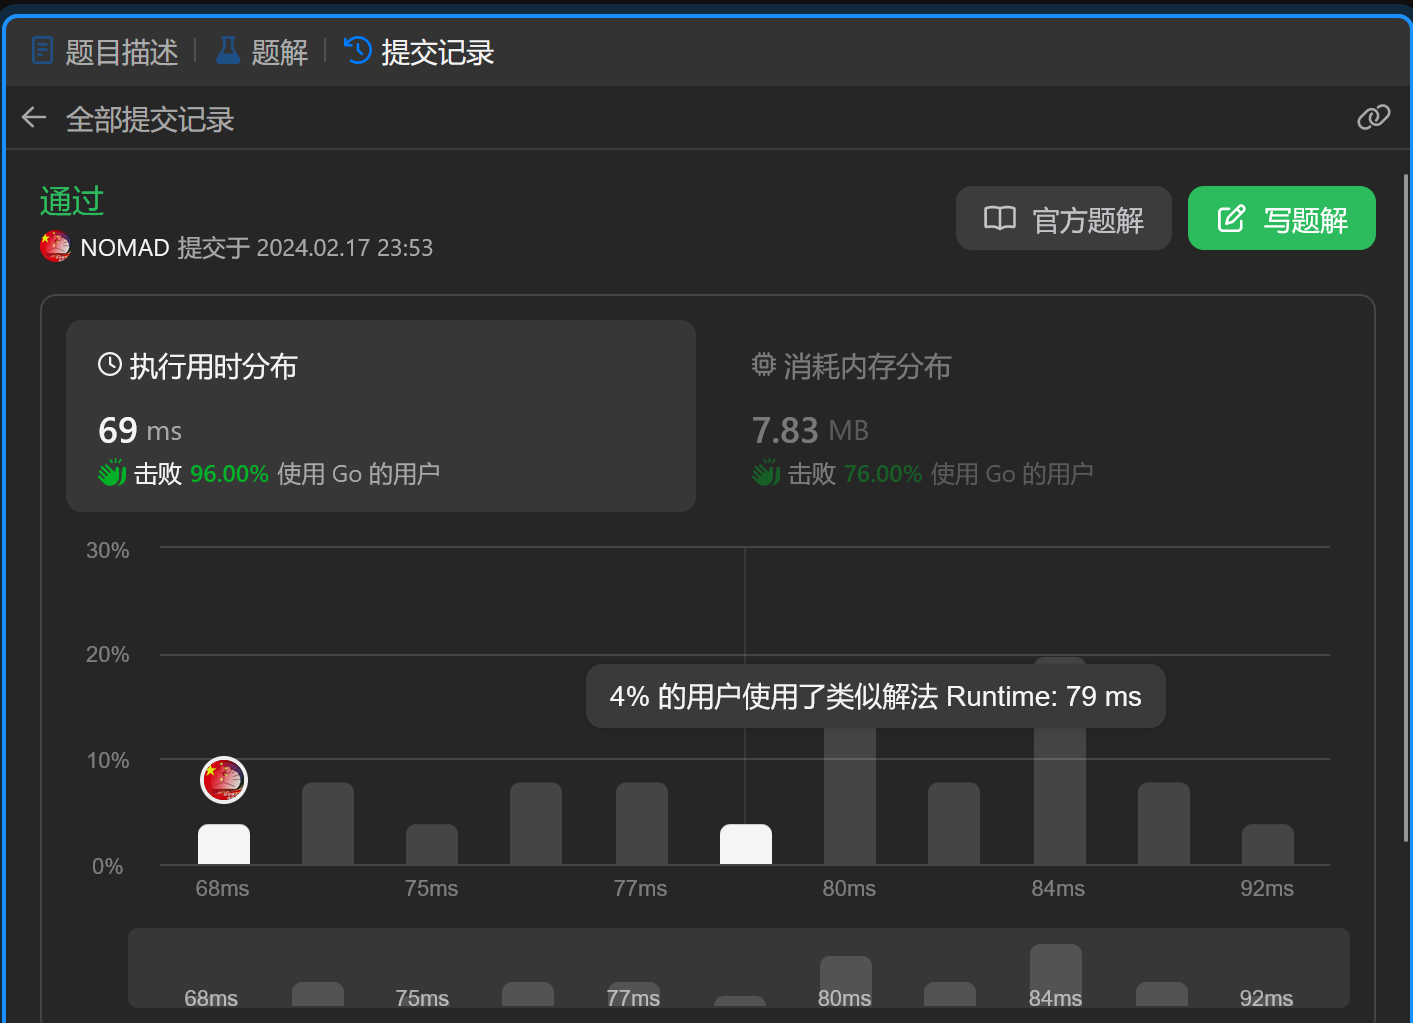 题目描述 题解 提交记录
全部提交记录
通过
NOMAD 提交于 2024.02.17 23:53
官方题解
写题解
执行用时分布
69 ms
击败 96.00% 使用 Go 的用户
消耗内存分布
7.83 MB
击败 76.00% 使用 Go 的用户
30%
20%
4% 的用户使用了类似解法 Runtime: 79 ms
10%
0%
68ms 75ms 77ms 80ms 84ms 92ms
68ms 75ms 77ms 80ms 84ms 92ms